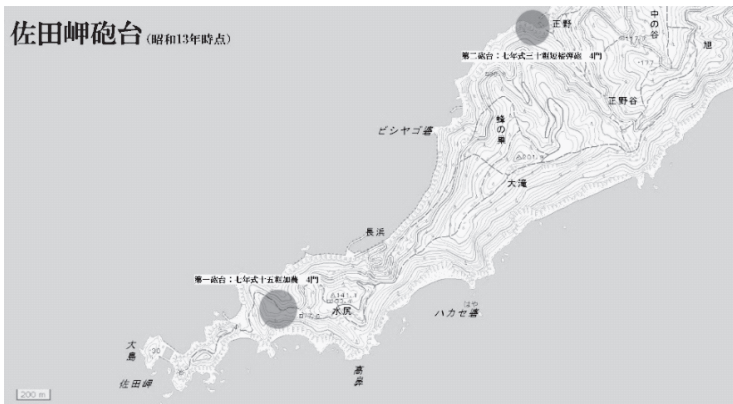 佐田岬砲台(昭和13年時点)
正野
中の谷
旭
第二砲台:七年式三十糎短榴弾砲 4門
正野谷
ビシヤゴ碆
蜂の巣
大滝
長浜
第一砲台:七年式十五糎加農 4門
水尻
はや
ハカセ碆
大島
高鼻
佐田岬
200 m